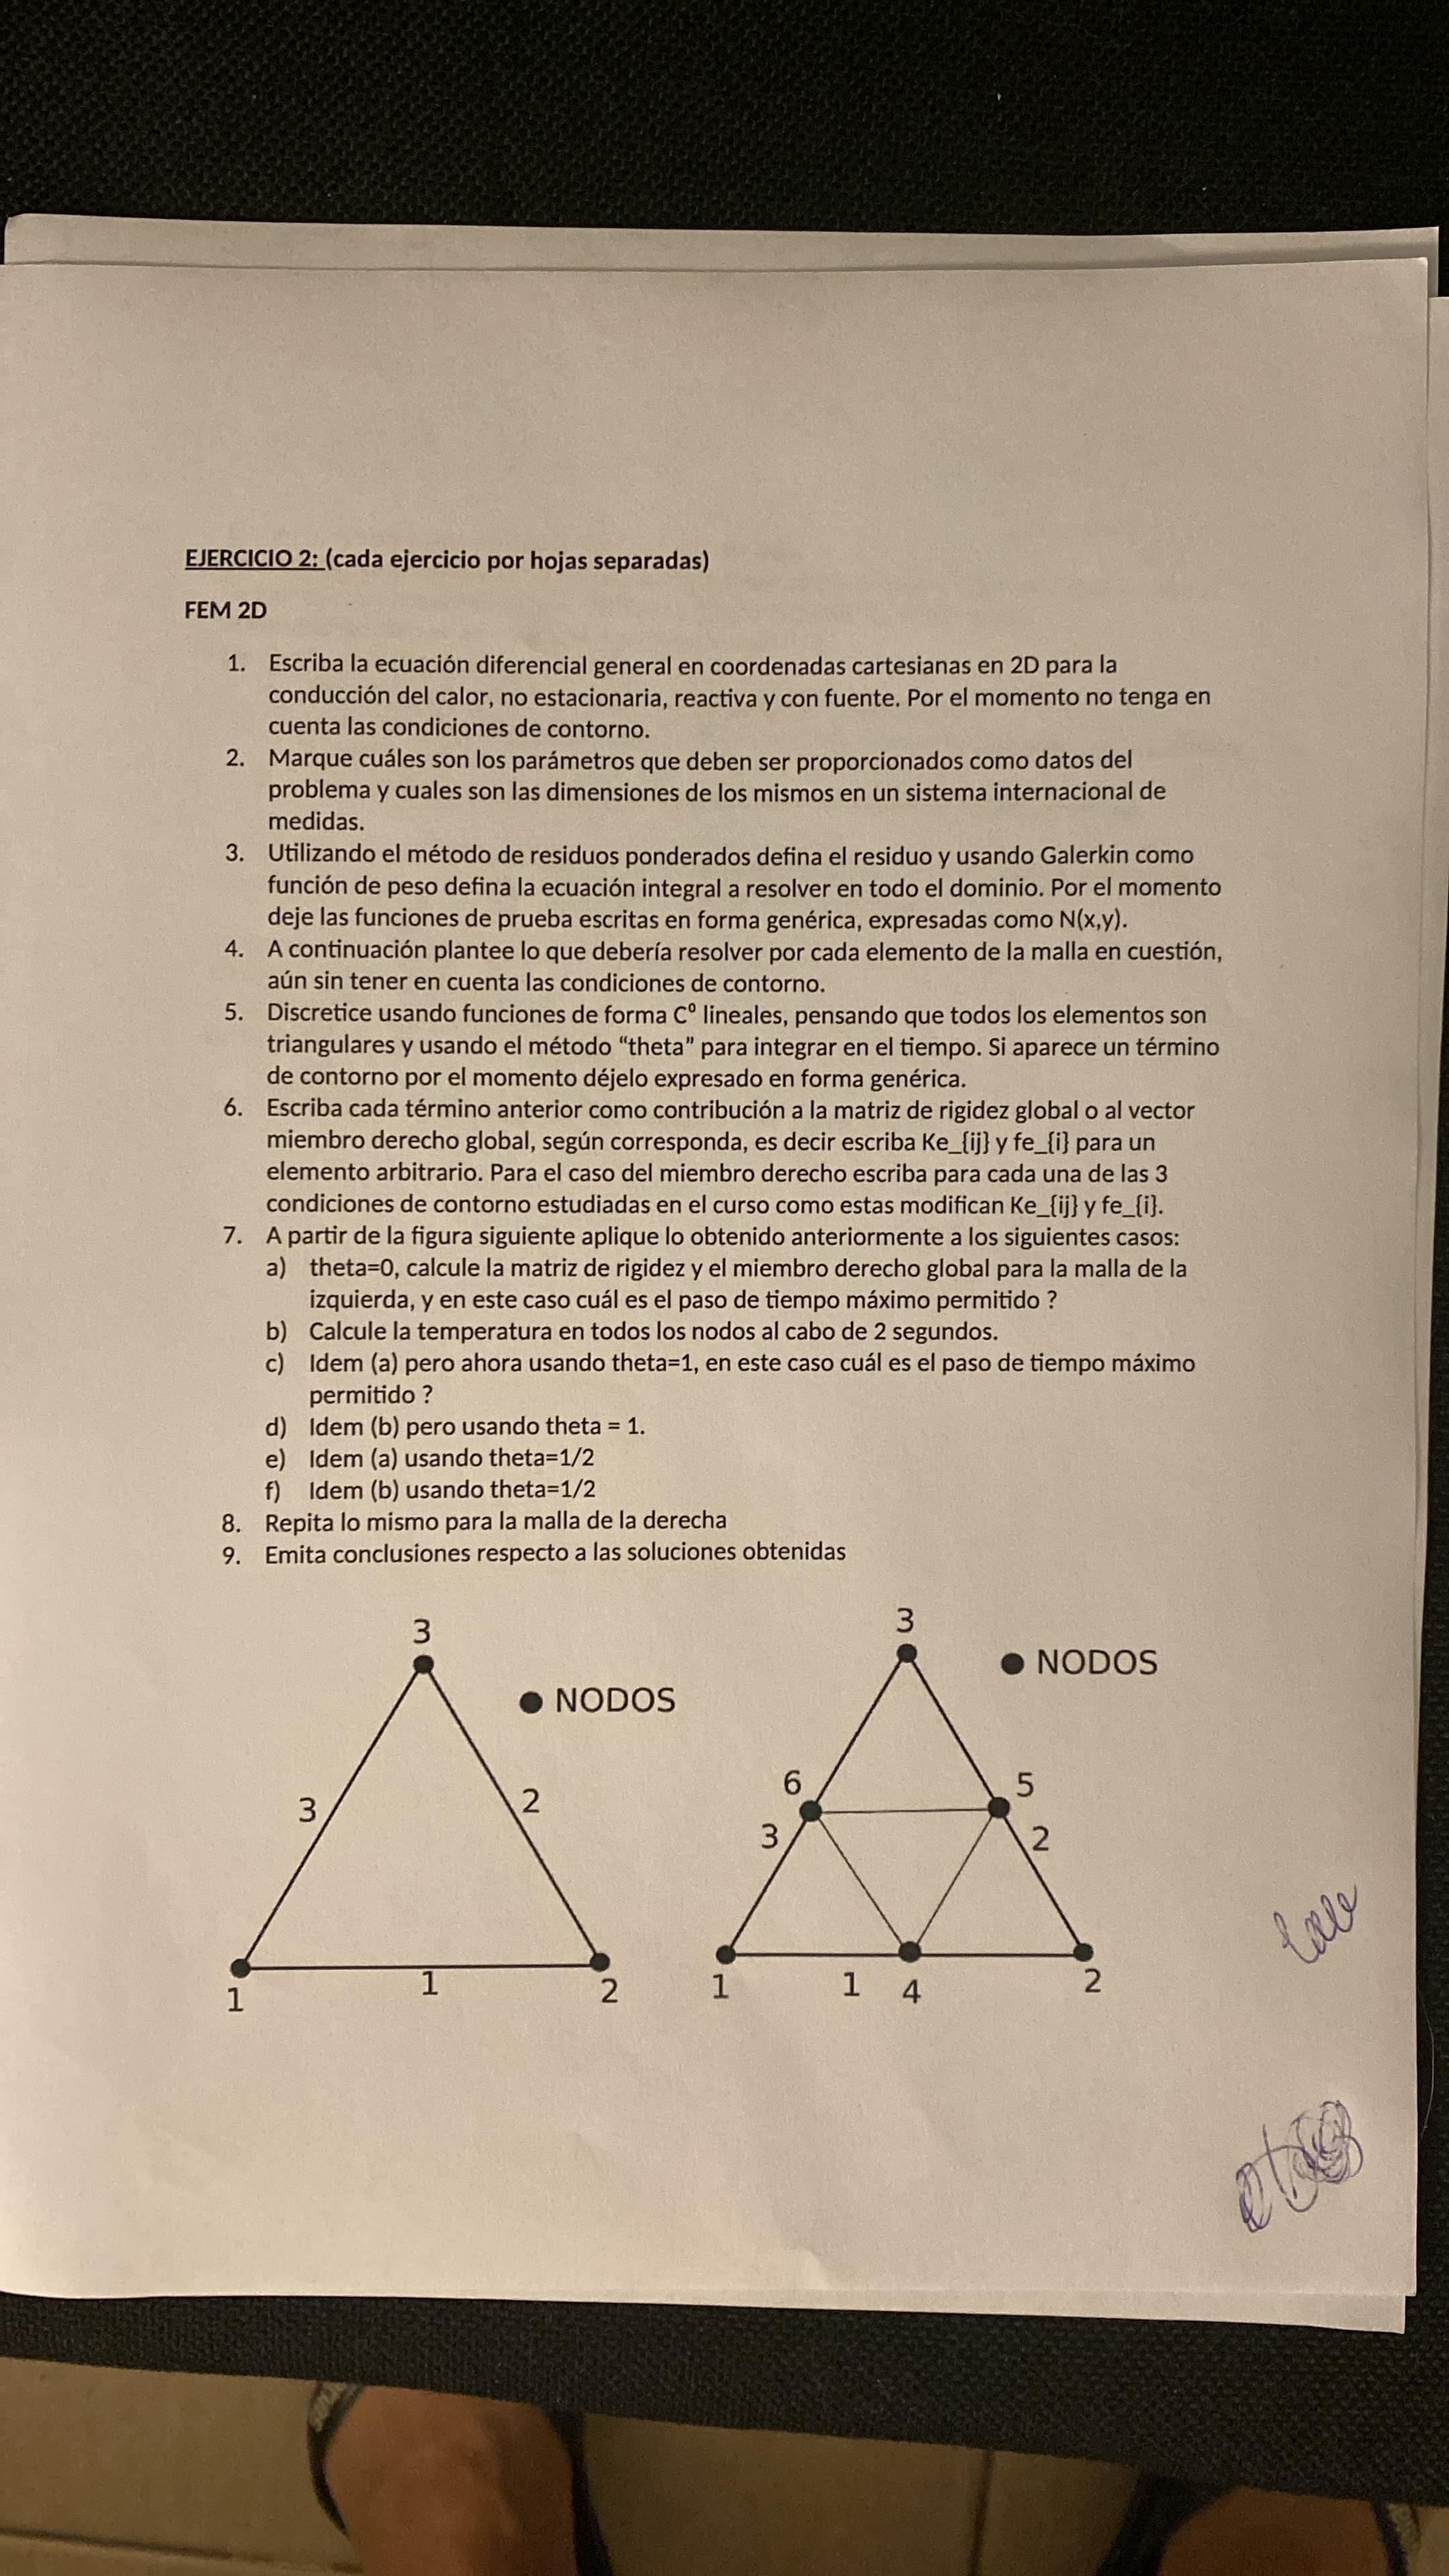 EJERCICIO 2: (cada ejercicio por hojas separadas)
FEM 2D
1. Escriba la ecuación diferencial general en coordenadas cartesianas en 2D para la
conducción del calor, no estacionaria, reactiva y con fuente. Por el momento no tenga en
cuenta las condiciones de contorno.
2. Marque cuáles son los parámetros que deben ser proporcionados como datos del
problema y cuales son las dimensiones de los mismos en un sistema internacional de
medidas.
3. Utilizando el método de residuos ponderados defina el residuo y usando Galerkin como
función de peso defina la ecuación integral a resolver en todo el dominio. Por el momento
deje las funciones de prueba escritas en forma genérica, expresadas como N(x,y).
4. A continuación plantee lo que debería resolver por cada elemento de la malla en cuestión,
aún sin tener en cuenta las condiciones de contorno.
5. Discretice usando funciones de forma C⁰ lineales, pensando que todos los elementos son
triangulares y usando el método “theta” para integrar en el tiempo. Si aparece un término
de contorno por el momento déjelo expresado en forma genérica.
6. Escriba cada término anterior como contribución a la matriz de rigidez global o al vector
miembro derecho global, según corresponda, es decir escriba Ke_{ij} y fe_{i} para un
elemento arbitrario. Para el caso del miembro derecho escriba para cada una de las 3
condiciones de contorno estudiadas en el curso como estas modifican Ke_{ij} y fe_{i}.
7. A partir de la figura siguiente aplique lo obtenido anteriormente a los siguientes casos:
a) theta=0, calcule la matriz de rigidez y el miembro derecho global para la malla de la
izquierda, y en este caso cuál es el paso de tiempo máximo permitido ?
b) Calcule la temperatura en todos los nodos al cabo de 2 segundos.
c) Idem (a) pero ahora usando theta=1, en este caso cuál es el paso de tiempo máximo
permitido ?
d) Idem (b) pero usando theta = 1.
e) Idem (a) usando theta=1/2
f) Idem (b) usando theta=1/2
8. Repita lo mismo para la malla de la derecha
9. Emita conclusiones respecto a las soluciones obtenidas
3
NODOS
3
2
1
1
2
3
NODOS
6
5
3
2
1
1
4
2